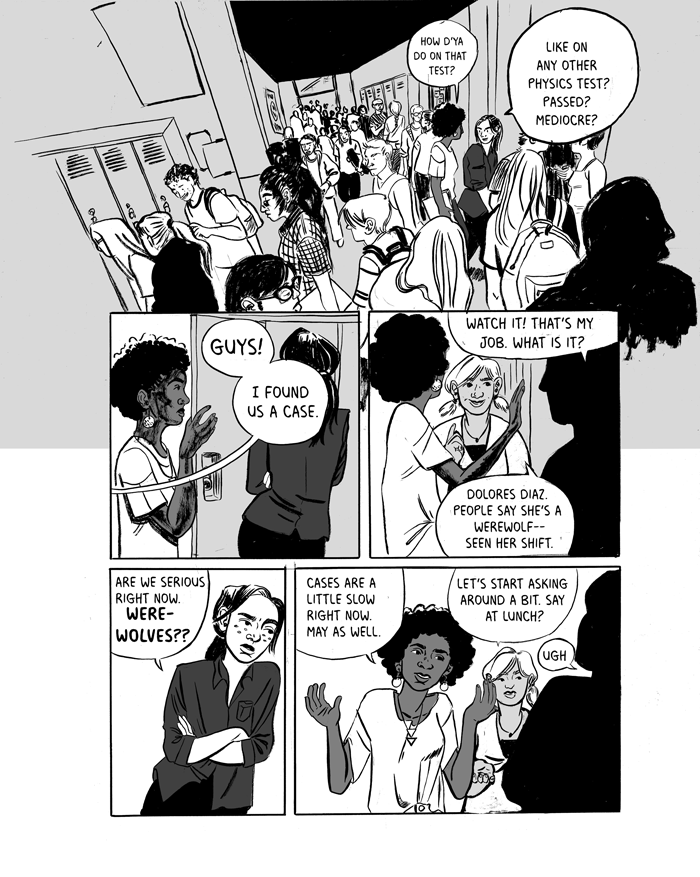 HOW D'YA
DO ON THAT
TEST?
LIKE ON
ANY OTHER
PHYSICS TEST?
PASSED?
MEDIOCRE?
GUYS!
I FOUND
US A CASE.
WATCH IT! THAT'S MY
JOB. WHAT IS IT?
DOLORES DIAZ.
PEOPLE SAY SHE'S A
WEREWOLF--
SEEN HER SHIFT.
ARE WE SERIOUS
RIGHT NOW.
WERE-
WOLVES??
CASES ARE A
LITTLE SLOW
RIGHT NOW.
MAY AS WELL.
LET'S START ASKING
AROUND A BIT. SAY
AT LUNCH?
UGH